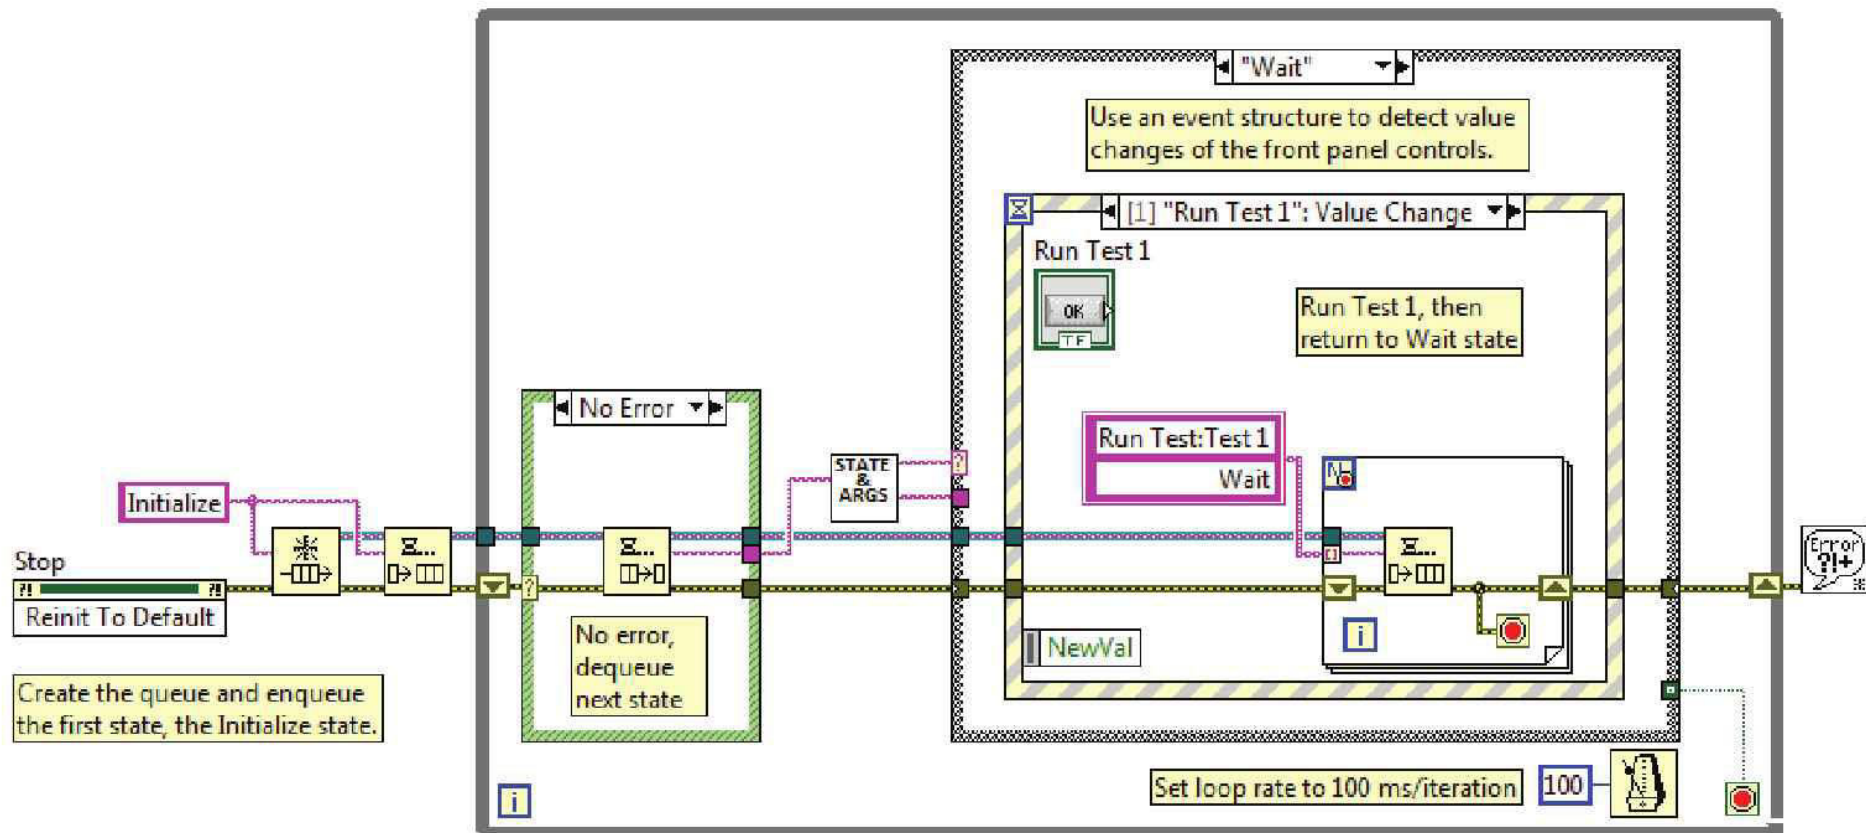 "Wait"
Use an event structure to detect value
changes of the front panel controls.
[1] "Run Test 1": Value Change
Run Test 1
OK
TF
Run Test 1, then
return to Wait state
No Error
Run Test:Test 1
Wait
STATE
&
ARGS
N
Initialize
Stop
?! ?!
Reinit To Default
?
?
[]
Error
?!+
i
NewVal
No error,
dequeue
next state
Create the queue and enqueue
the first state, the Initialize state.
Set loop rate to 100 ms/iteration
100
i